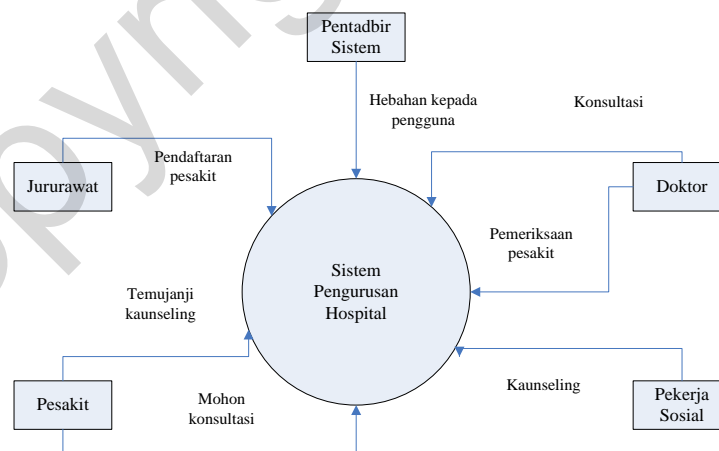 Pentadbir
Sistem
Hebahan kepada
pengguna
Konsultasi
Pendaftaran
pesakit
Jururawat
Doktor
Pemeriksaan
pesakit
Sistem
Pengurusan
Hospital
Temujanji
kaunseling
Pesakit
Mohon
konsultasi
Kaunseling
Pekerja
Sosial